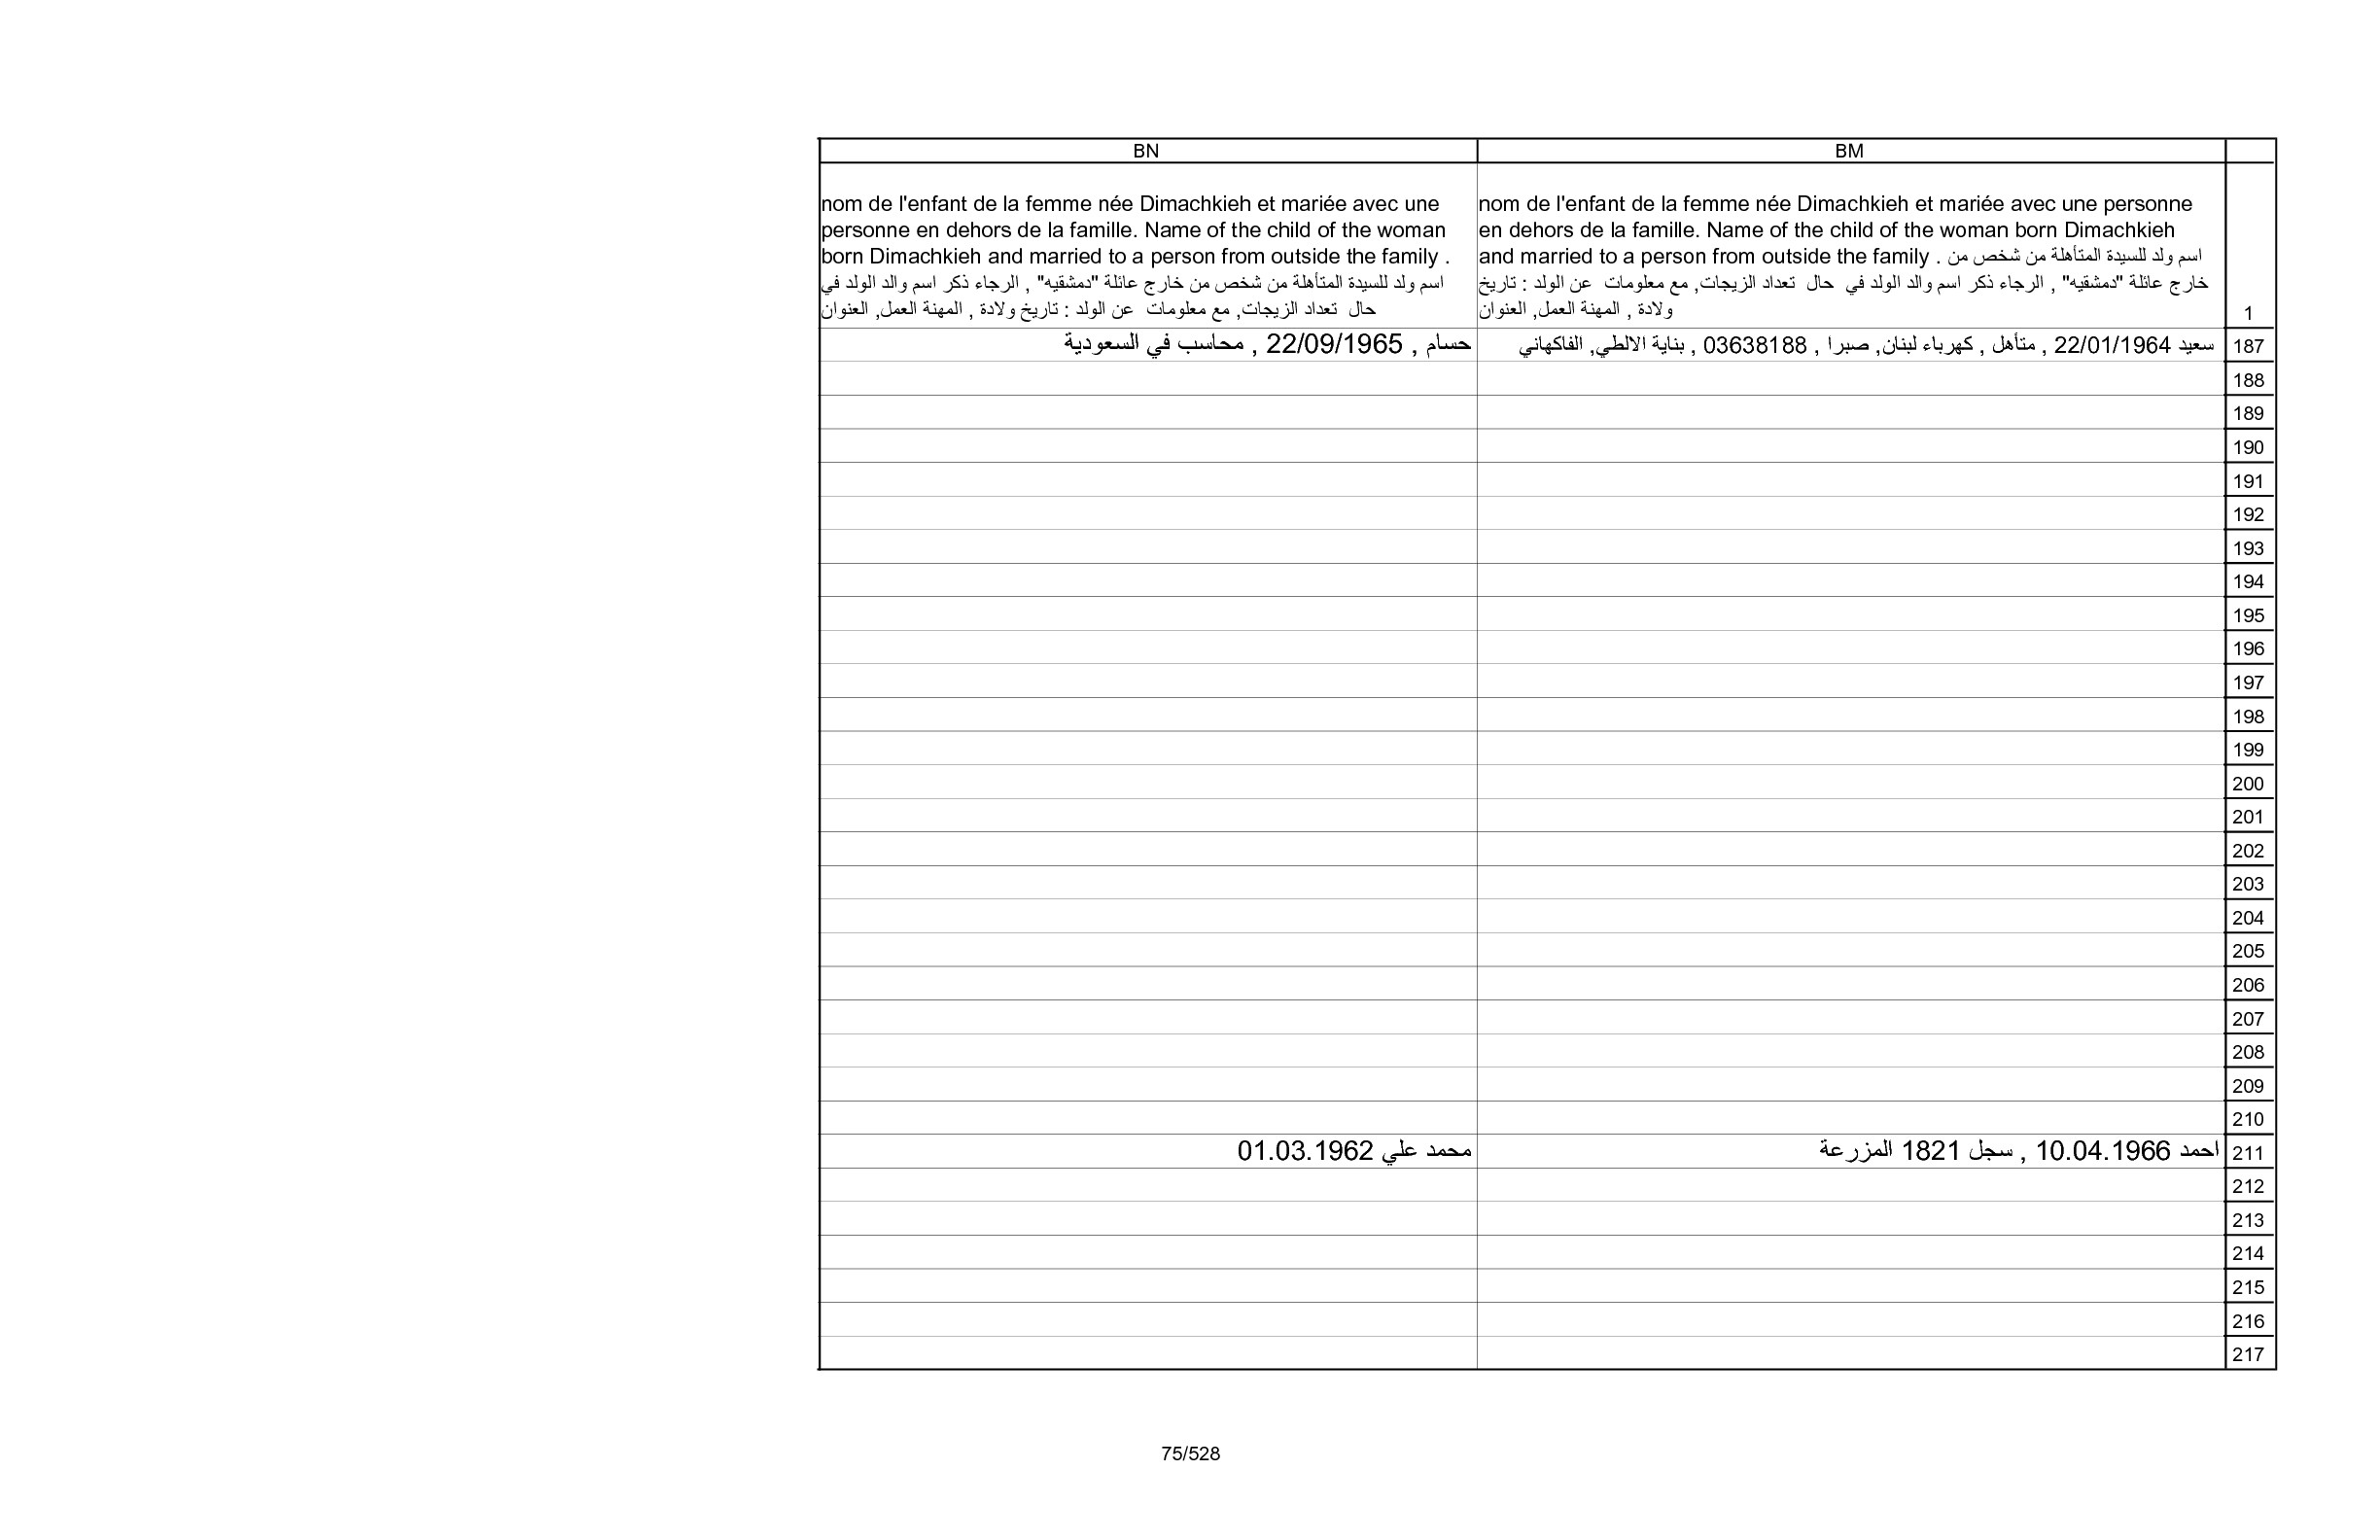 BM
BN
nom de l'enfant de la femme née Dimachkieh et mariée avec une personne
en dehors de la famille. Name of the child of the woman born Dimachkieh
and married to a person from outside the family . اسم ولد للسيدة المتأهلة من شخص من
خارج عائلة "دمشقيه" , الرجاء ذكر اسم والد الولد في حال تعداد الزيجات, مع معلومات عن الولد : تاريخ
ولادة , المهنة العمل, العنوان
nom de l'enfant de la femme née Dimachkieh et mariée avec une
personne en dehors de la famille. Name of the child of the woman
born Dimachkieh and married to a person from outside the family .
اسم ولد للسيدة المتأهلة من شخص من خارج عائلة "دمشقيه" , الرجاء ذكر اسم والد الولد في
حال تعداد الزيجات, مع معلومات عن الولد : تاريخ ولادة , المهنة العمل, العنوان
1
187 سعيد 22/01/1964 , متأهل , كهرباء لبنان, صبرا , 03638188 , بناية الالطي, الفاكهاني
حسام , 22/09/1965 , محاسب في السعودية
188
189
190
191
192
193
194
195
196
197
198
199
200
201
202
203
204
205
206
207
208
209
210
211 احمد 10.04.1966 , سجل 1821 المزرعة
محمد علي 01.03.1962
212
213
214
215
216
217
75/528